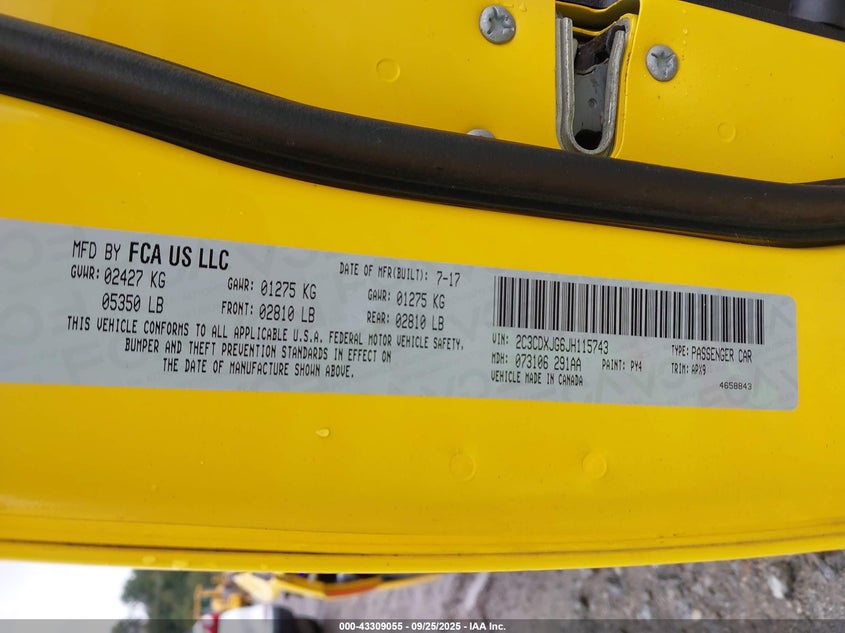 MFD BY FCA US LLC
DATE OF MFR(BUILT): 7-17
GVWR: 02427 KG
GAWR: 01275 KG
GAWR: 01275 KG
05350 LB
FRONT: 02810 LB
REAR: 02810 LB
THIS VEHICLE CONFORMS TO ALL APPLICABLE U.S.A. FEDERAL MOTOR VEHICLE SAFETY,
BUMPER AND THEFT PREVENTION STANDARDS IN EFFECT ON
THE DATE OF MANUFACTURE SHOWN ABOVE.
VIN: 2C3CDXJG6JH115743
TYPE: PASSENGER CAR
MDH: 073106 291AA
PAINT: PY4
TRIM: APX9
VEHICLE MADE IN CANADA
4658843
000-43309055 - 09/25/2025 - IAA Inc.